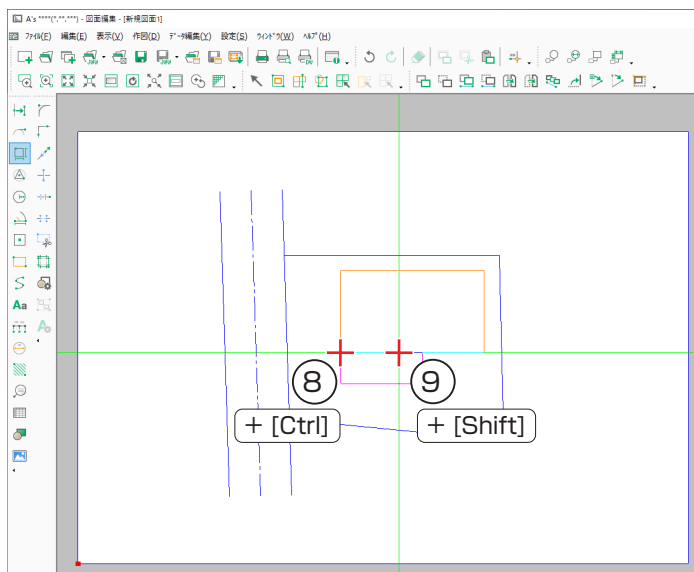 A's ****(*.**.***) - 図面編集 - [新規図面1]
ファイル(F) 編集(E) 表示(V) 作図(D) データ編集(Y) 設定(S) ウィンドウ(W) ヘルプ(H)
Aa
A
⑧ ⑨
+ [Ctrl] + [Shift]